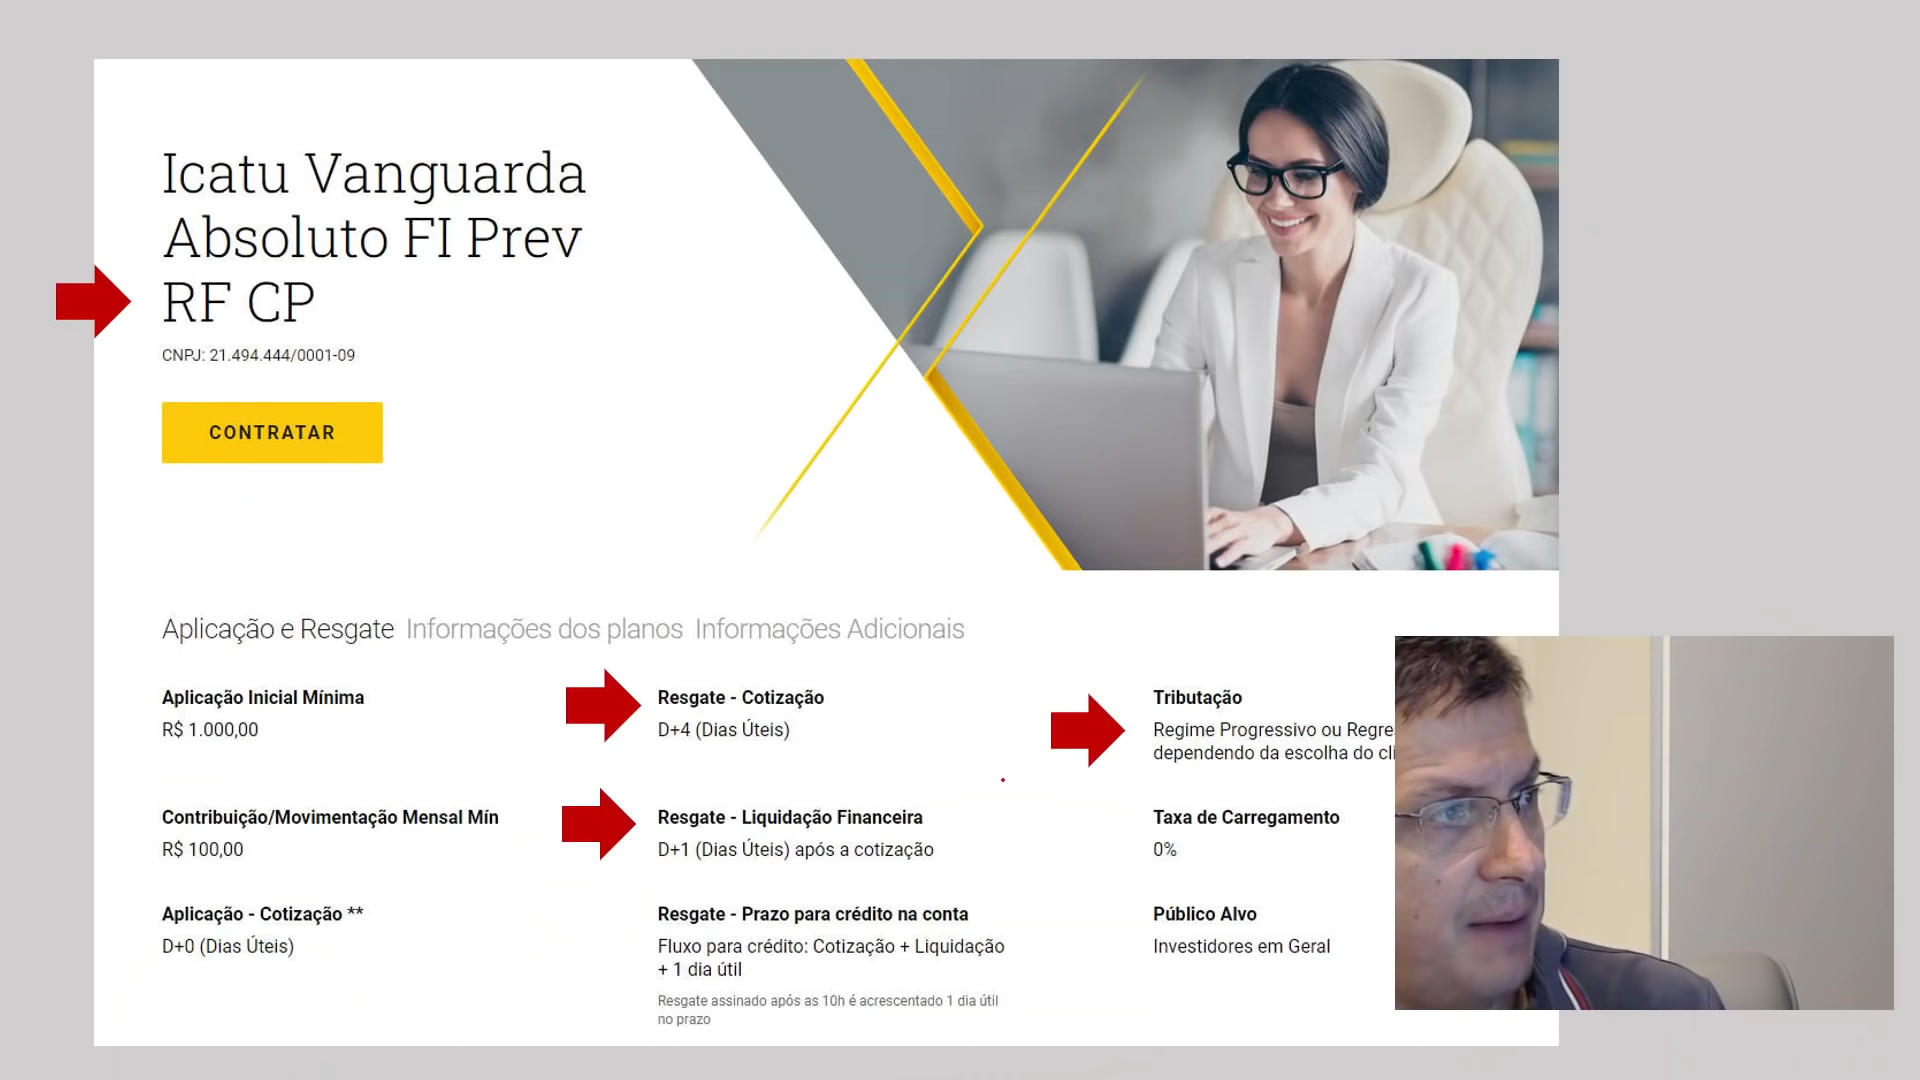 Icatu Vanguarda
Absoluto FI Prev
RF CP
CNPJ: 21.494.444/0001-09
CONTRATAR
Aplicação e Resgate Informações dos planos Informações Adicionais
Aplicação Inicial Mínima
R$ 1.000,00
Resgate - Cotização
D+4 (Dias Úteis)
Tributação
Regime Progressivo ou
dependendo da escolha do
Contribuição/Movimentação Mensal Mín
R$ 100,00
Resgate - Liquidação Financeira
D+1 (Dias Úteis) após a cotização
Taxa de Carregamento
0%
Aplicação - Cotização **
D+0 (Dias Úteis)
Resgate - Prazo para crédito na conta
Fluxo para crédito: Cotização + Liquidação
+ 1 dia útil
Resgate assinado após as 10h é acrescentado 1 dia útil
no prazo
Público Alvo
Investidores em Geral